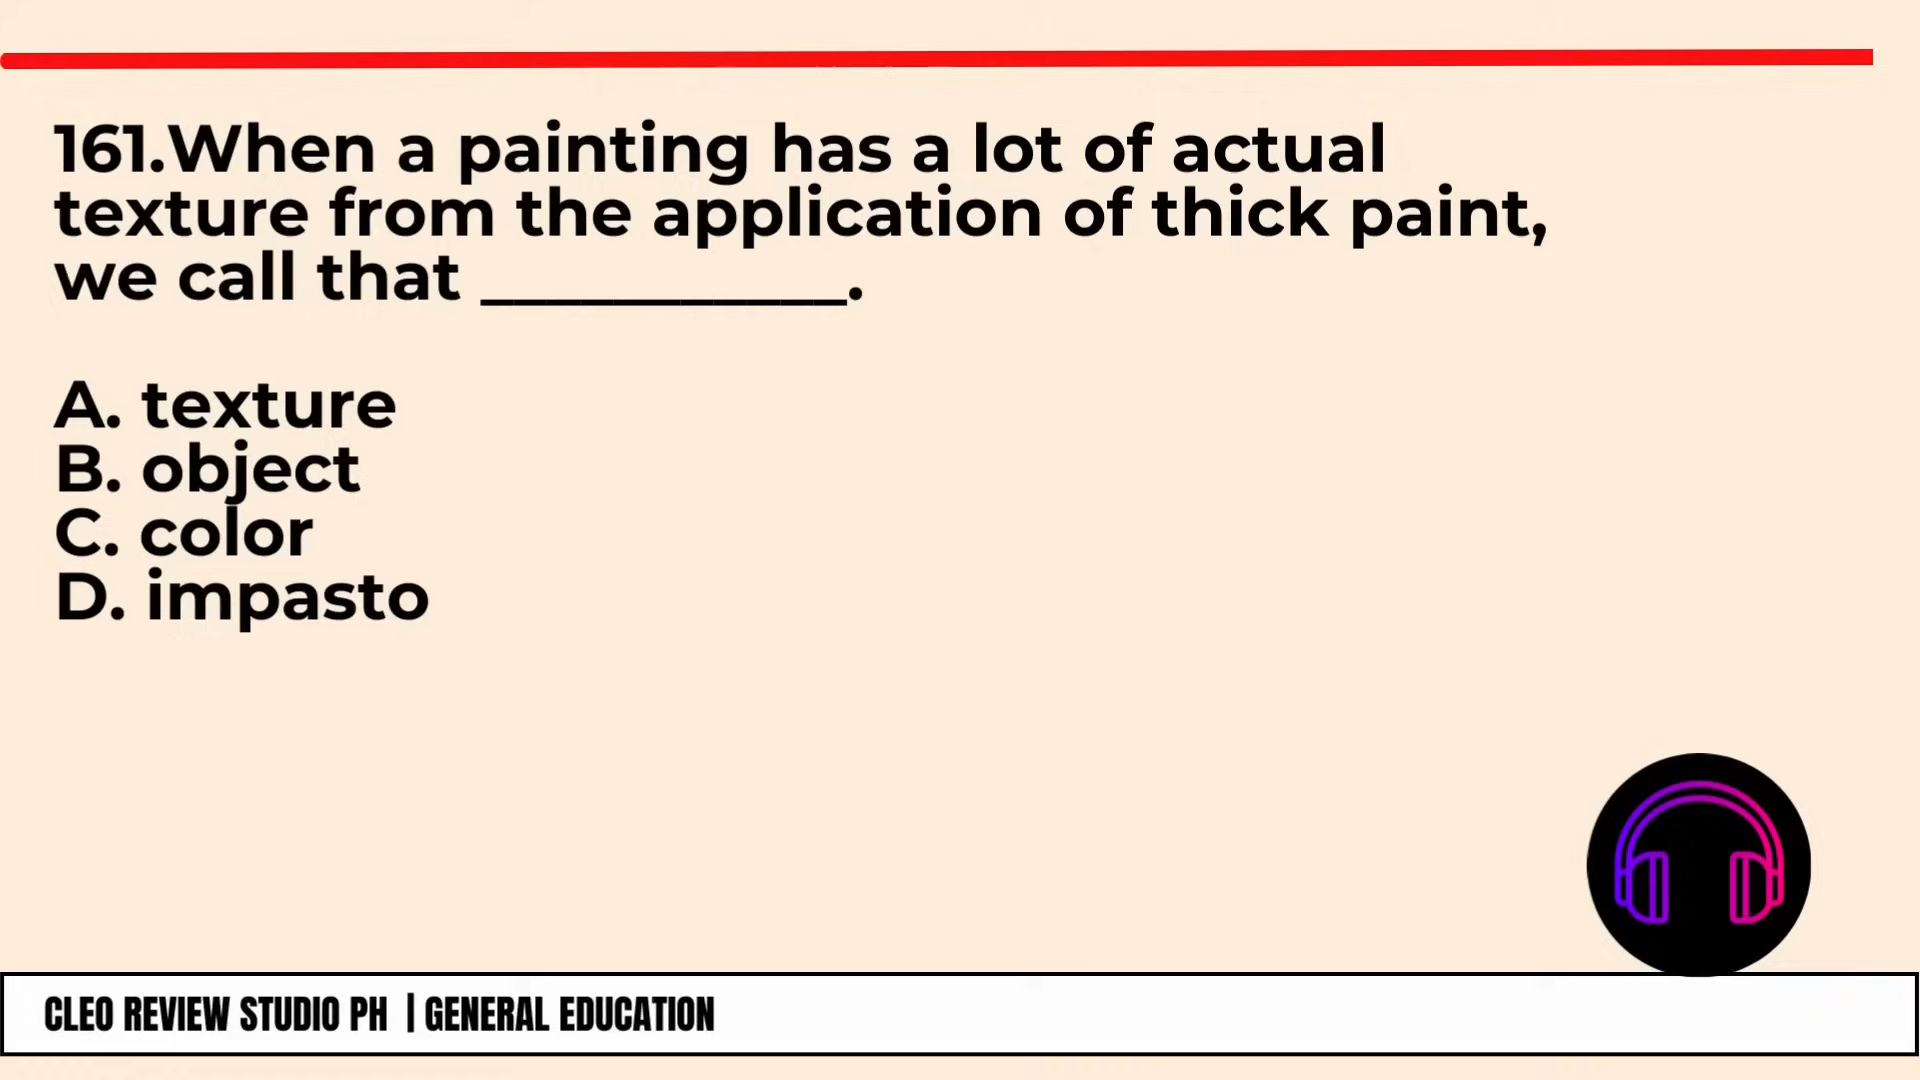 161.When a painting has a lot of actual
texture from the application of thick paint,
we call that ___________.
A. texture
B. object
C. color
D. impasto
CLEO REVIEW STUDIO PH | GENERAL EDUCATION